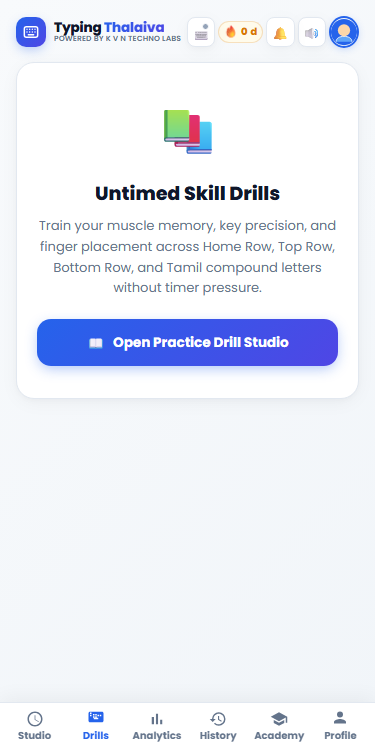 Typing Thalaiva
POWERED BY K V N TECHNO LABS
0 d
Untimed Skill Drills
Train your muscle memory, key precision, and
finger placement across Home Row, Top Row,
Bottom Row, and Tamil compound letters
without timer pressure.
Open Practice Drill Studio
Studio
Drills
Analytics
History
Academy
Profile